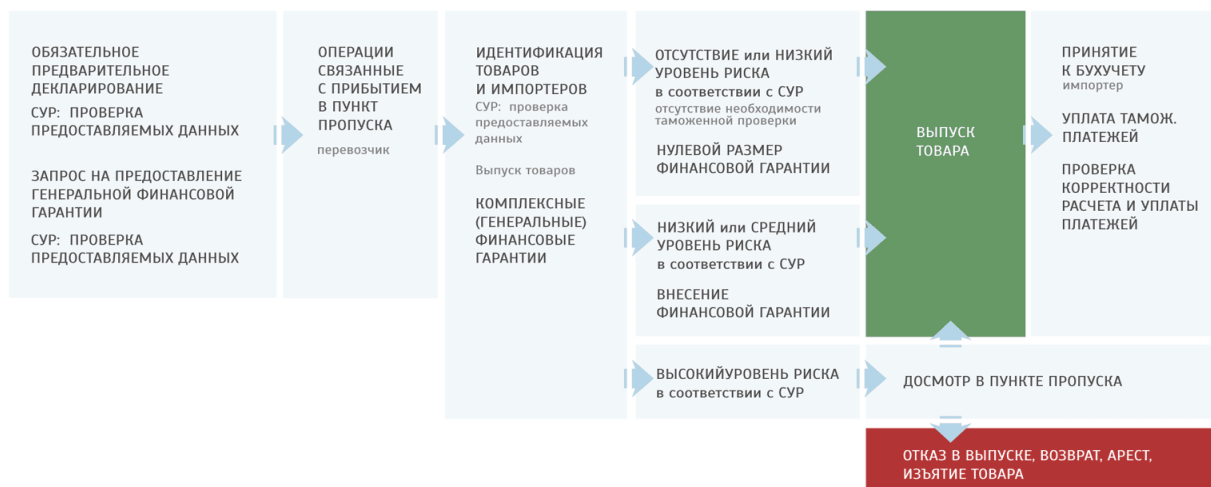 ОБЯЗАТЕЛЬНОЕ
ПРЕДВАРИТЕЛЬНОЕ
ДЕКЛАРИРОВАНИЕ
СУР: ПРОВЕРКА
ПРЕДОСТАВЛЯЕМЫХ ДАННЫХ
ЗАПРОС НА ПРЕДОСТАВЛЕНИЕ
ГЕНЕРАЛЬНОЙ ФИНАНСОВОЙ
ГАРАНТИИ
СУР: ПРОВЕРКА
ПРЕДОСТАВЛЯЕМЫХ ДАННЫХ
ОПЕРАЦИИ
СВЯЗАННЫЕ
С ПРИБЫТИЕМ
В ПУНКТ
ПРОПУСКА
перевозчик
ИДЕНТИФИКАЦИЯ
ТОВАРОВ
И ИМПОРТЕРОВ
СУР: проверка
предоставляемых
данных
Выпуск товаров
КОМПЛЕКСНЫЕ
(ГЕНЕРАЛЬНЫЕ)
ФИНАНСОВЫЕ
ГАРАНТИИ
ОТСУТСТВИЕ или НИЗКИЙ
УРОВЕНЬ РИСКА
в соответствии с СУР
отсутствие необходимости
таможенной проверки
НУЛЕВОЙ РАЗМЕР
ФИНАНСОВОЙ ГАРАНТИИ
НИЗКИЙ или СРЕДНИЙ
УРОВЕНЬ РИСКА
в соответствии с СУР
ВНЕСЕНИЕ
ФИНАНСОВОЙ ГАРАНТИИ
ВЫСОКИЙУРОВЕНЬ РИСКА
в соответствии с СУР
ВЫПУСК
ТОВАРА
ПРИНЯТИЕ
К БУХУЧЕТУ
импортер
УПЛАТА ТАМОЖ.
ПЛАТЕЖЕЙ
ПРОВЕРКА
КОРРЕКТНОСТИ
РАСЧЕТА И УПЛАТЫ
ПЛАТЕЖЕЙ
ДОСМОТР В ПУНКТЕ ПРОПУСКА
ОТКАЗ В ВЫПУСКЕ, ВОЗВРАТ, АРЕСТ,
ИЗЪЯТИЕ ТОВАРА